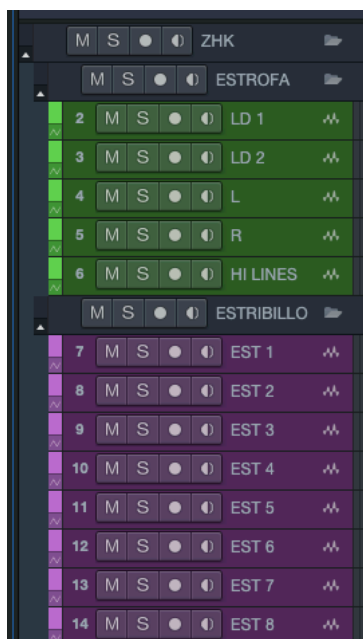 M S ZHK
M S ESTROFA
2 M S LD 1
3 M S LD 2
4 M S L
5 M S R
6 M S HI LINES
M S ESTRIBILLO
7 M S EST 1
8 M S EST 2
9 M S EST 3
10 M S EST 4
11 M S EST 5
12 M S EST 6
13 M S EST 7
14 M S EST 8